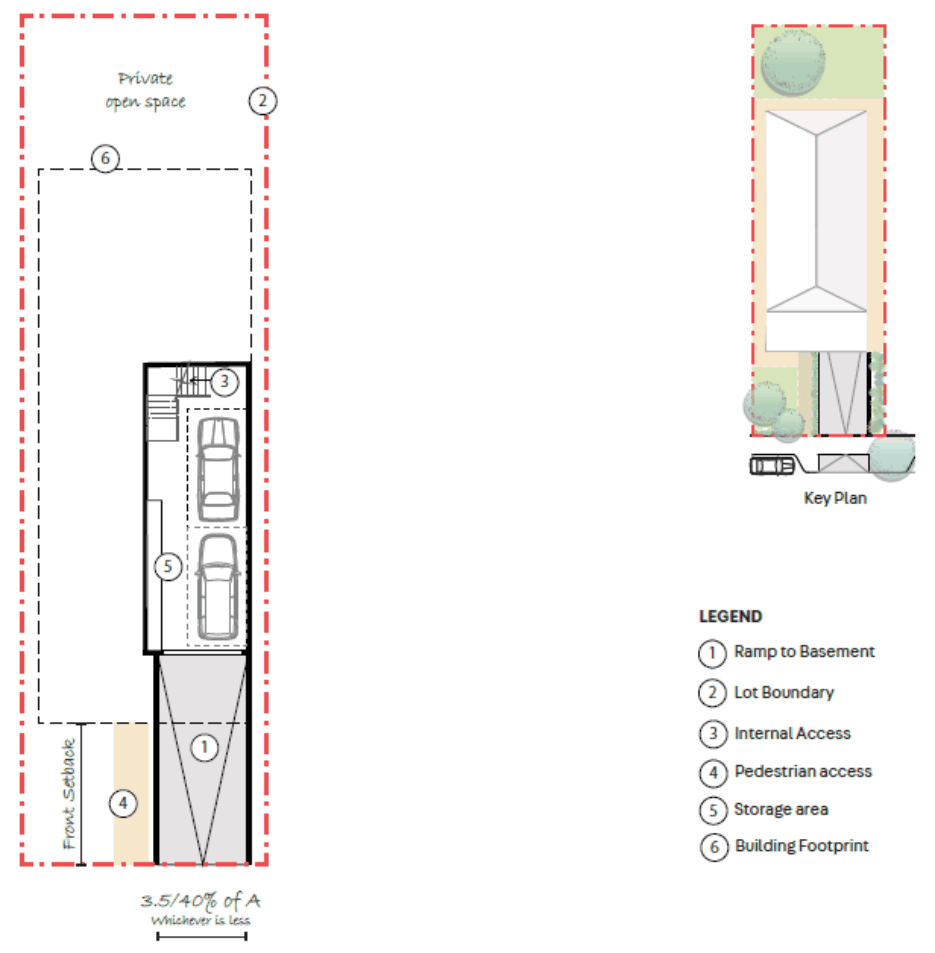 Private
open space
2
6
3
5
1
4
Front Setback
3.5/40% of A
Whichever is less
Key Plan
LEGEND
1 Ramp to Basement
2 Lot Boundary
3 Internal Access
4 Pedestrian access
5 Storage area
6 Building Footprint